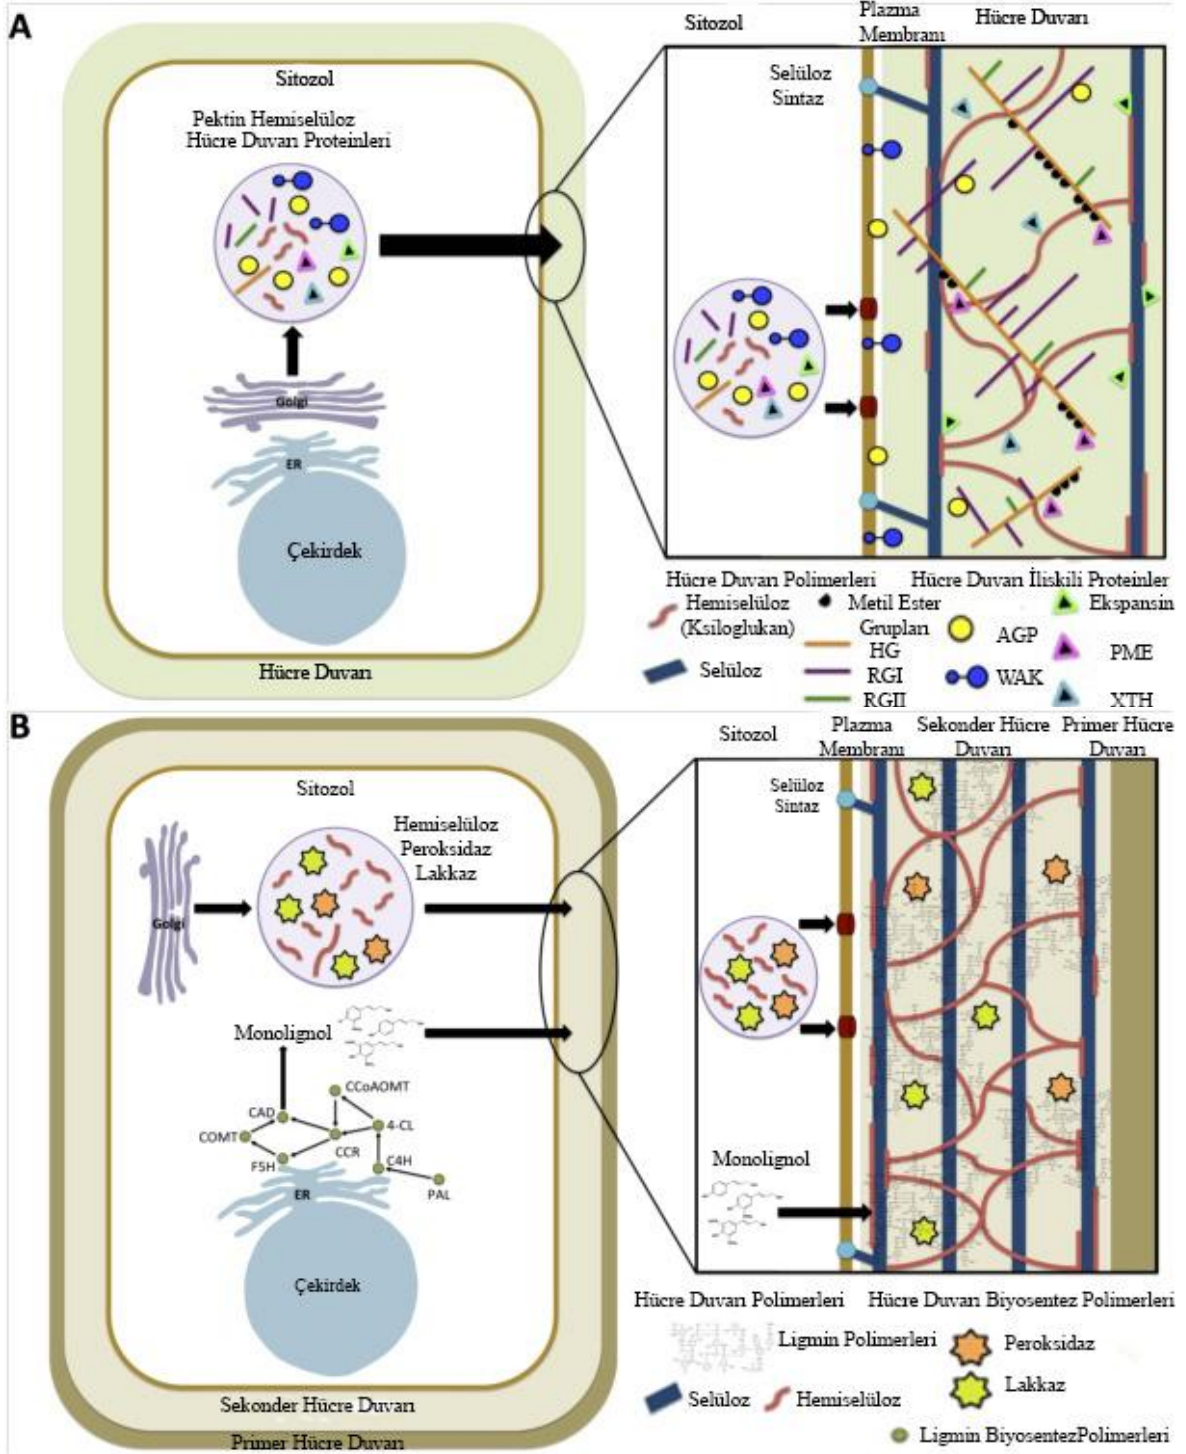 A
Sitozol
Pektin Hemiselüloz
Hücre Duvarı Proteinleri
Golgi
ER
Çekirdek
Hücre Duvarı
Sitozol
Plazma
Membranı
Hücre Duvarı
Selüloz
Sintaz
Hücre Duvarı Polimerleri
Hücre Duvarı İliskili Proteinler
Hemiselüloz
(Ksiloglukan)
Selüloz
Metil Ester
Grupları
HG
RGI
RGII
AGP
WAK
Ekspansin
PME
XTH
B
Sitozol
Hemiselüloz
Peroksidaz
Lakkaz
Golgi
Monolignol
CCoAOMT
CAD
4-CL
COMT
CCR
F5H
C4H
PAL
ER
Çekirdek
Sekonder Hücre Duvarı
Primer Hücre Duvarı
Sitozol
Plazma
Membranı
Sekonder Hücre
Duvarı
Primer Hücre
Duvarı
Selüloz
Sintaz
Monolignol
Hücre Duvarı Polimerleri
Hücre Duvarı Biyosentez Polimerleri
Ligmin Polimerleri
Selüloz
Hemiselüloz
Peroksidaz
Lakkaz
Ligmin BiyosentezPolimerleri